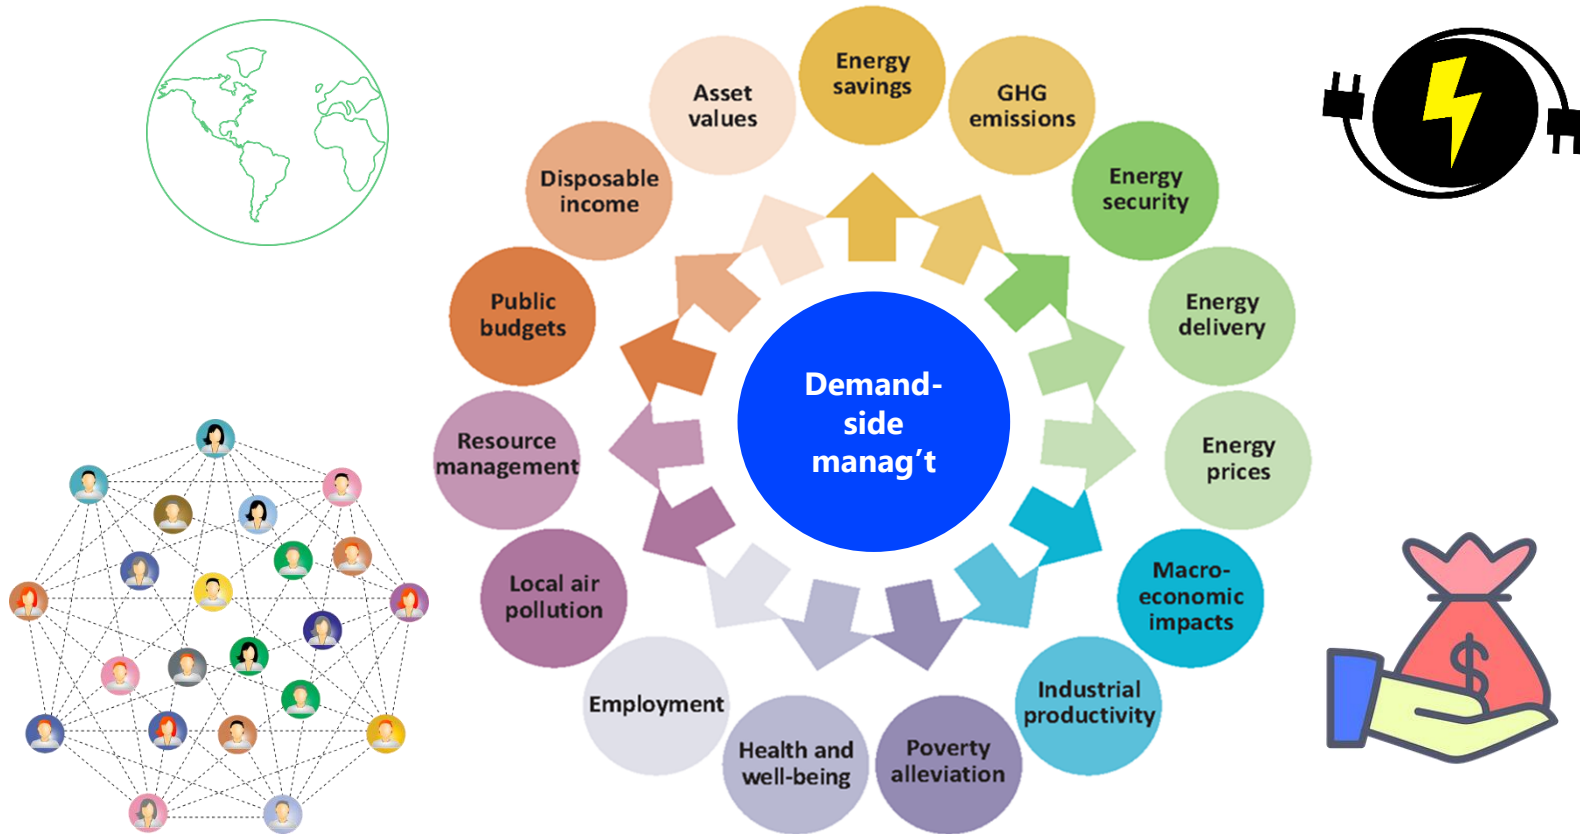 Energy
savings
GHG
emissions
Energy
security
Energy
delivery
Energy
prices
Macro-
economic
impacts
Industrial
productivity
Poverty
alleviation
Health and
well-being
Employment
Local air
pollution
Resource
management
Public
budgets
Disposable
income
Asset
values
Demand-
side
manag’t
$